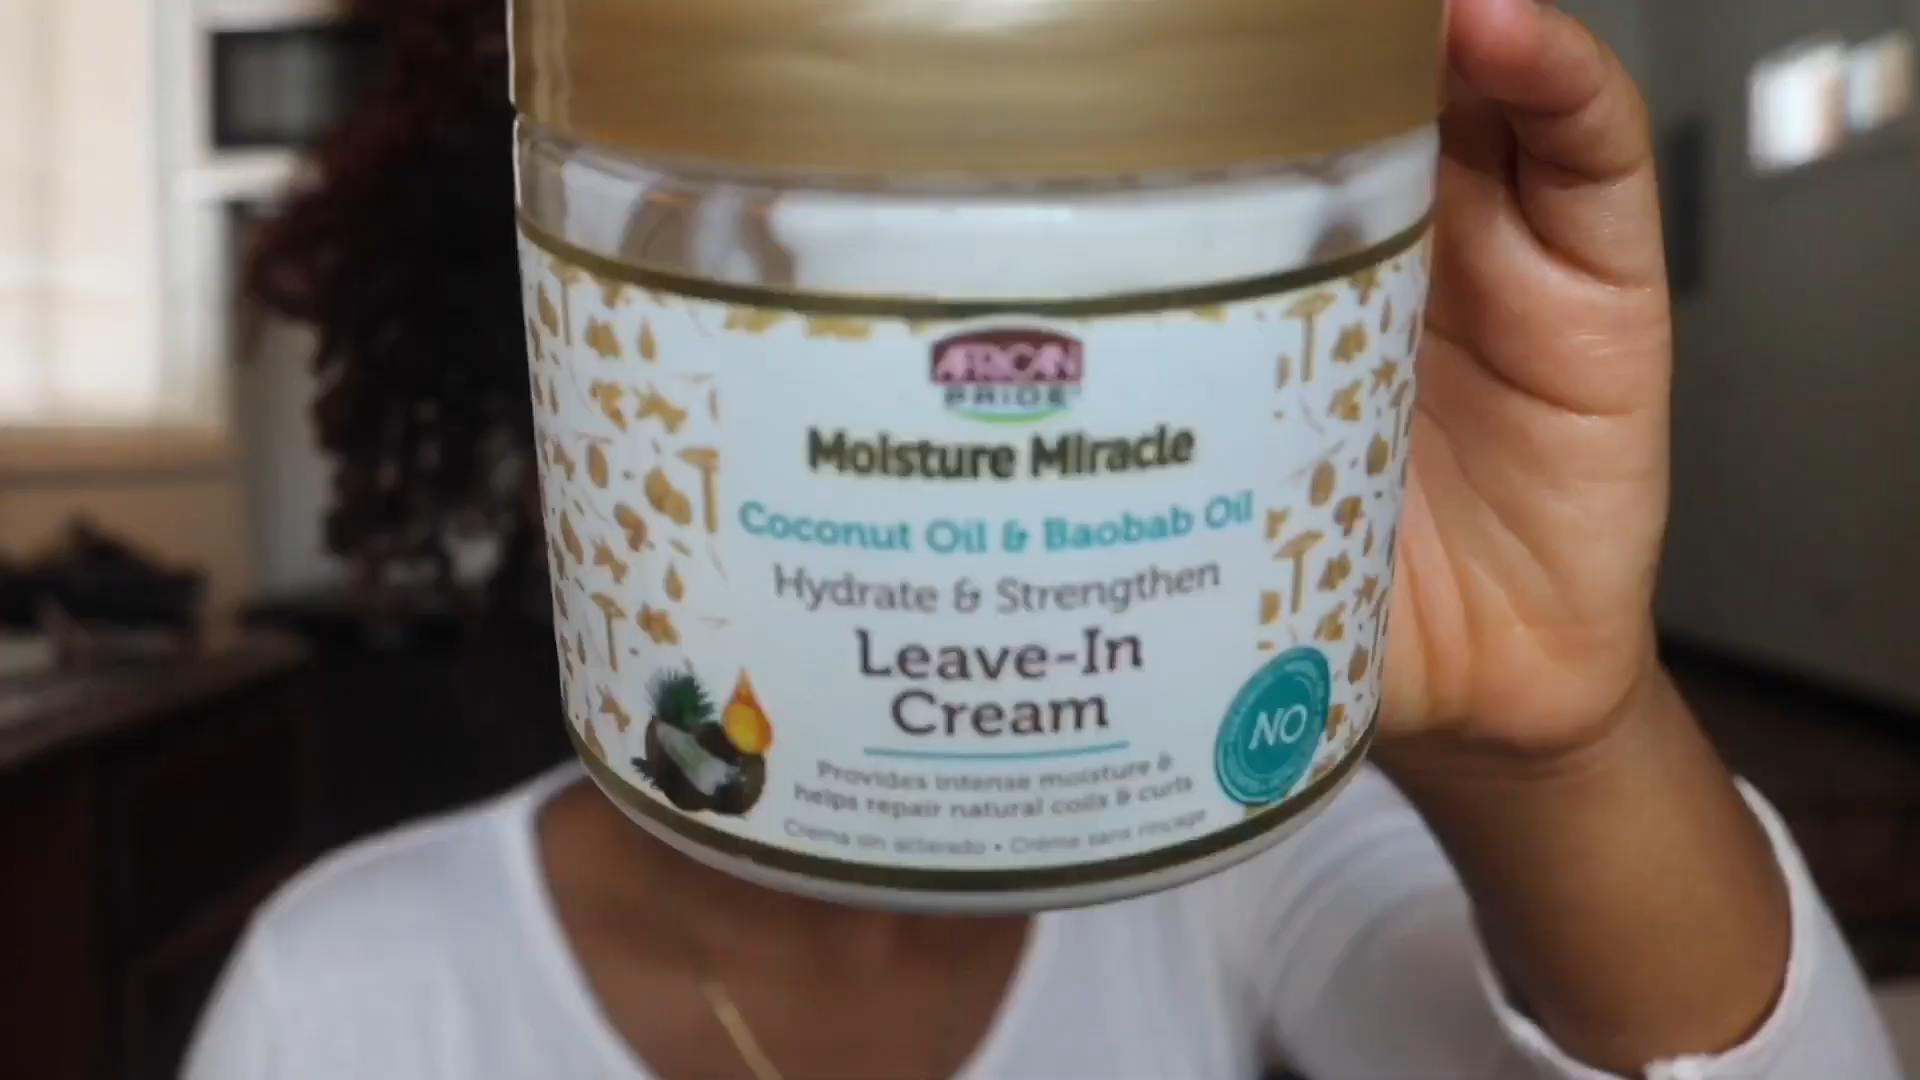 AFRICAN
PRIDE
Moisture Miracle
Coconut Oil & Baobab Oil
Hydrate & Strengthen
Leave-In
Cream
NO
Provides intense moisture &
helps repair natural coils & curls
Crema sin aclarado • Crème sans rinçage